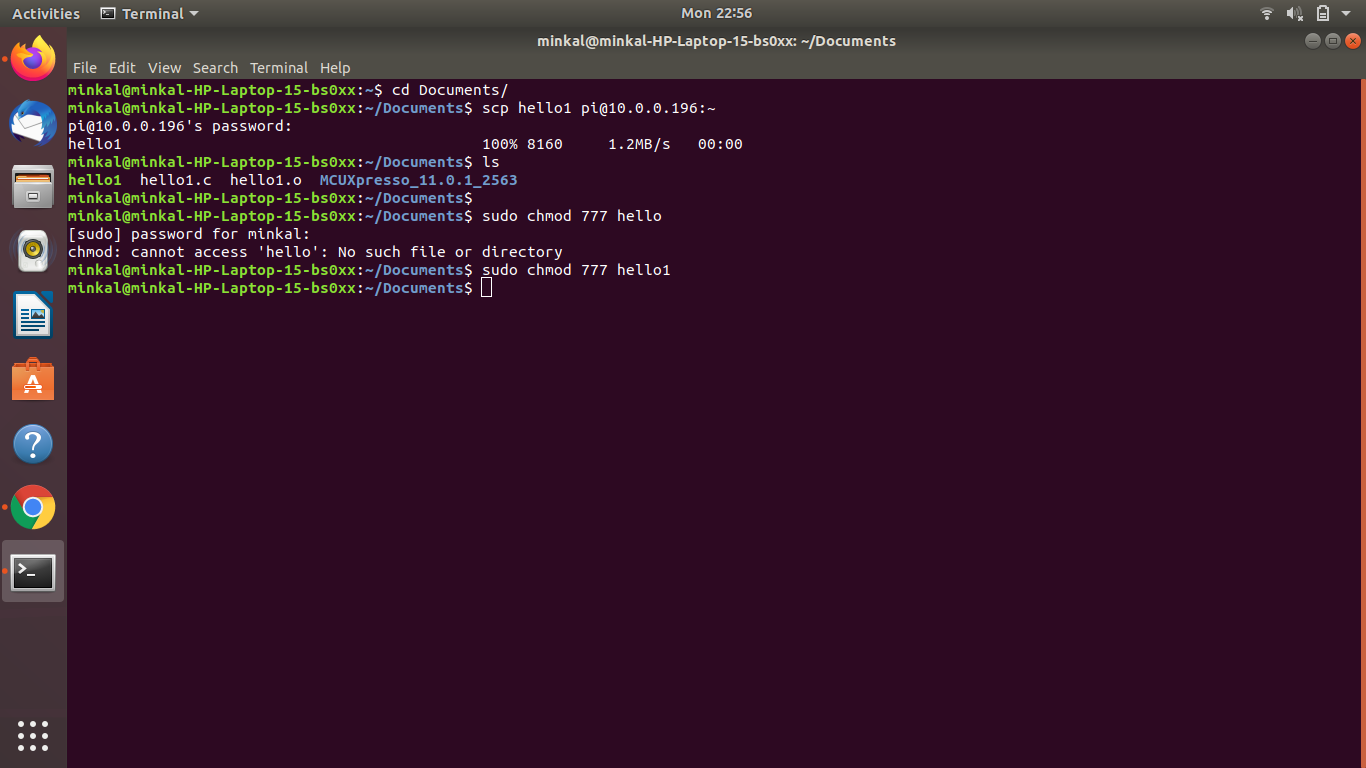 Activities Terminal Mon 22:56
minkal@minkal-HP-Laptop-15-bs0xx: ~/Documents
File Edit View Search Terminal Help
minkal@minkal-HP-Laptop-15-bs0xx:~$ cd Documents/
minkal@minkal-HP-Laptop-15-bs0xx:~/Documents$ scp hello1 pi@10.0.0.196:~
pi@10.0.0.196's password:
hello1 100% 8160 1.2MB/s 00:00
minkal@minkal-HP-Laptop-15-bs0xx:~/Documents$ ls
hello1 hello1.c hello1.o MCUXpresso_11.0.1_2563
minkal@minkal-HP-Laptop-15-bs0xx:~/Documents$
minkal@minkal-HP-Laptop-15-bs0xx:~/Documents$ sudo chmod 777 hello
[sudo] password for minkal:
chmod: cannot access 'hello': No such file or directory
minkal@minkal-HP-Laptop-15-bs0xx:~/Documents$ sudo chmod 777 hello1
minkal@minkal-HP-Laptop-15-bs0xx:~/Documents$